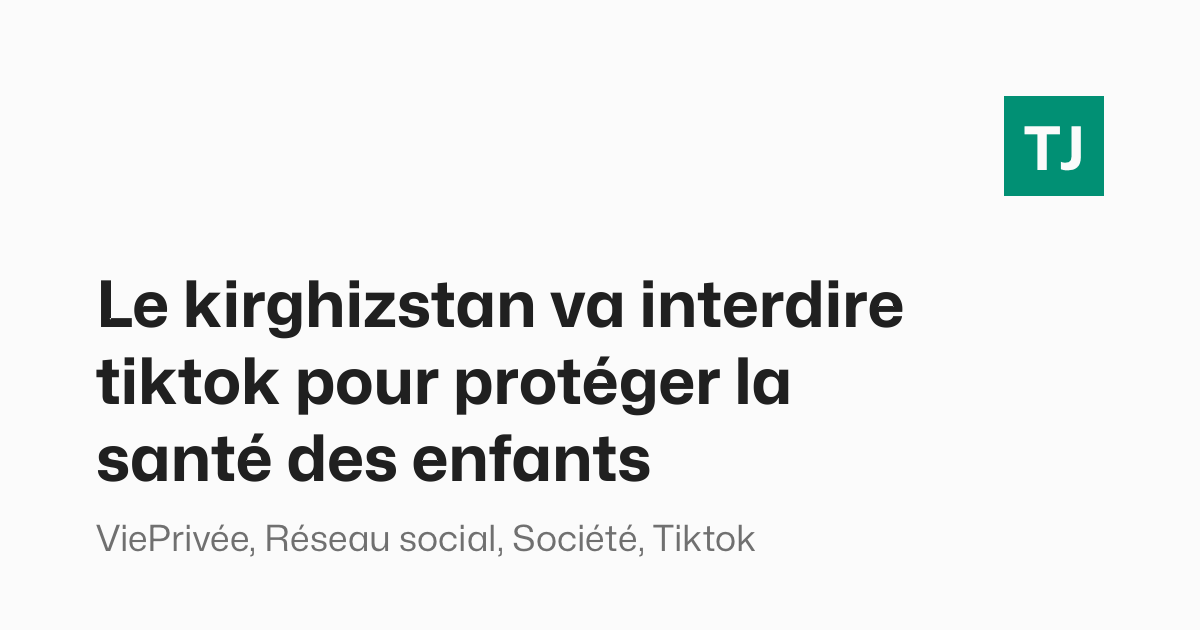 TJ
Le kirghizstan va interdire
tiktok pour protéger la
santé des enfants
ViePrivée, Réseau social, Société, Tiktok